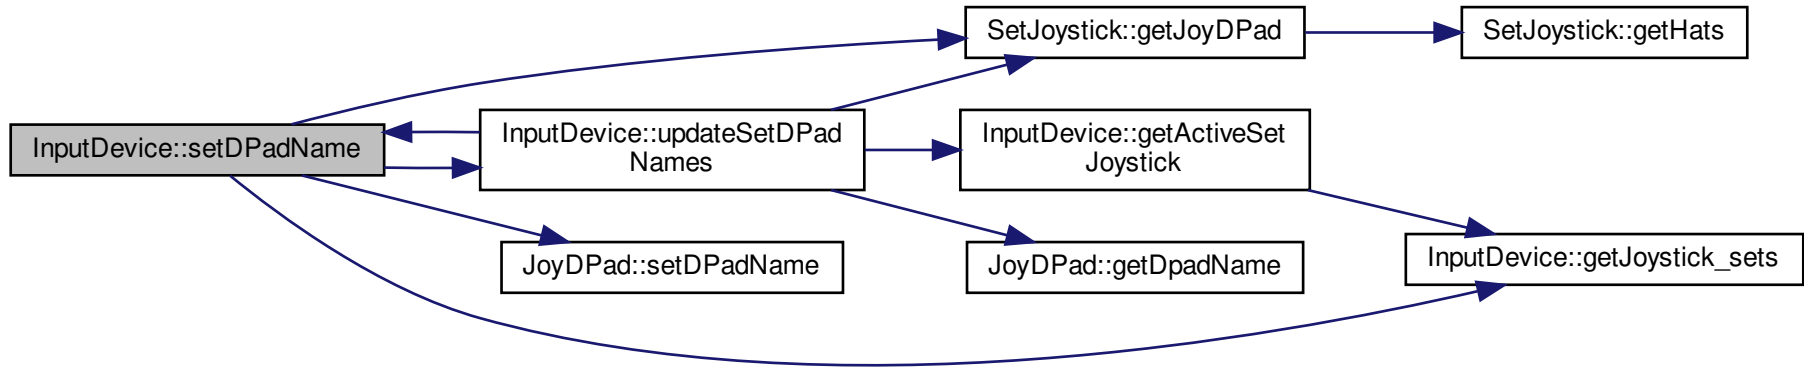 InputDevice::setDPadName
InputDevice::updateSetDPad
Names
JoyDPad::setDPadName
SetJoystick::getJoyDPad
InputDevice::getActiveSet
Joystick
JoyDPad::getDpadName
SetJoystick::getHats
InputDevice::getJoystick_sets